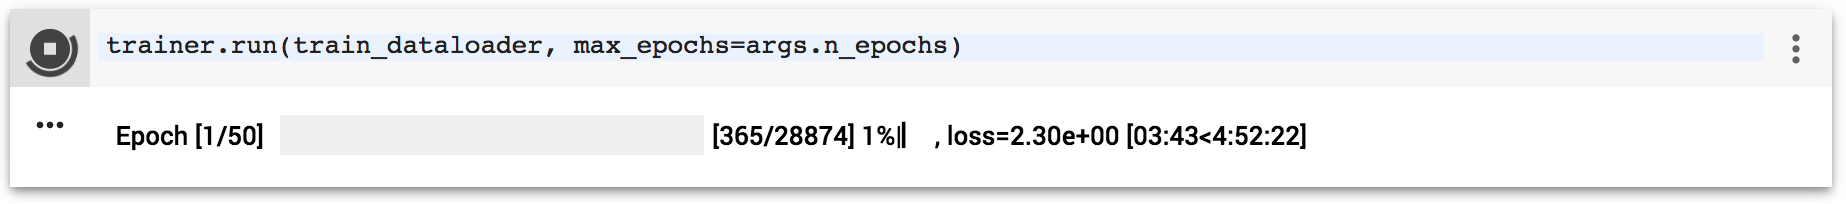 trainer.run(train_dataloader, max_epochs=args.n_epochs)
Epoch [1/50] [365/28874] 1%|▏ , loss=2.30e+00 [03:43<4:52:22]